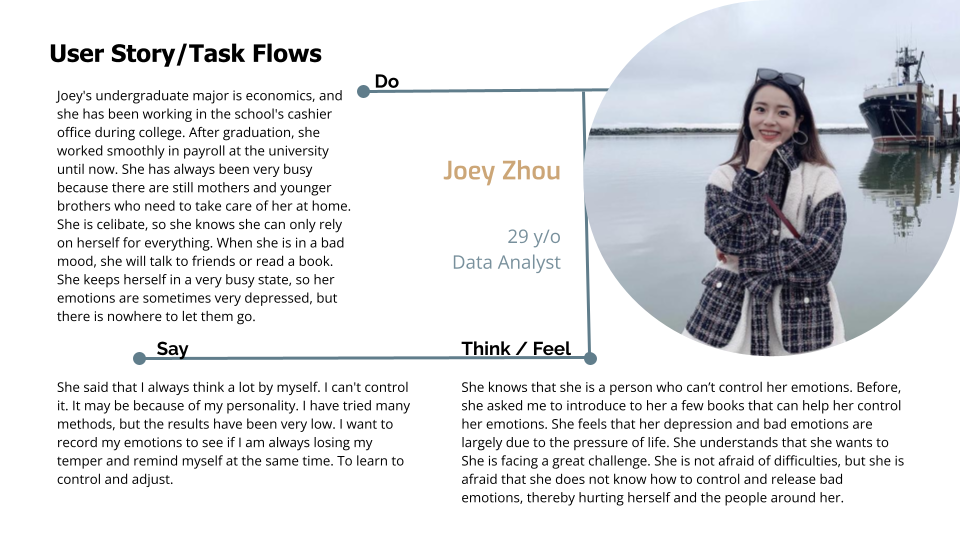 User Story/Task Flows
Do
Joey's undergraduate major is economics, and
she has been working in the school's cashier
office during college. After graduation, she
worked smoothly in payroll at the university
until now. She has always been very busy
because there are still mothers and younger
brothers who need to take care of her at home.
She is celibate, so she knows she can only rely
on herself for everything. When she is in a bad
mood, she will talk to friends or read a book.
She keeps herself in a very busy state, so her
emotions are sometimes very depressed, but
there is nowhere to let them go.
Joey Zhou
29 y/o
Data Analyst
Say
She said that I always think a lot by myself. I can't control
it. It may be because of my personality. I have tried many
methods, but the results have been very low. I want to
record my emotions to see if I am always losing my
temper and remind myself at the same time. To learn to
control and adjust.
Think / Feel
She knows that she is a person who can’t control her emotions. Before,
she asked me to introduce to her a few books that can help her control
her emotions. She feels that her depression and bad emotions are
largely due to the pressure of life. She understands that she wants to
She is facing a great challenge. She is not afraid of difficulties, but she is
afraid that she does not know how to control and release bad
emotions, thereby hurting herself and the people around her.